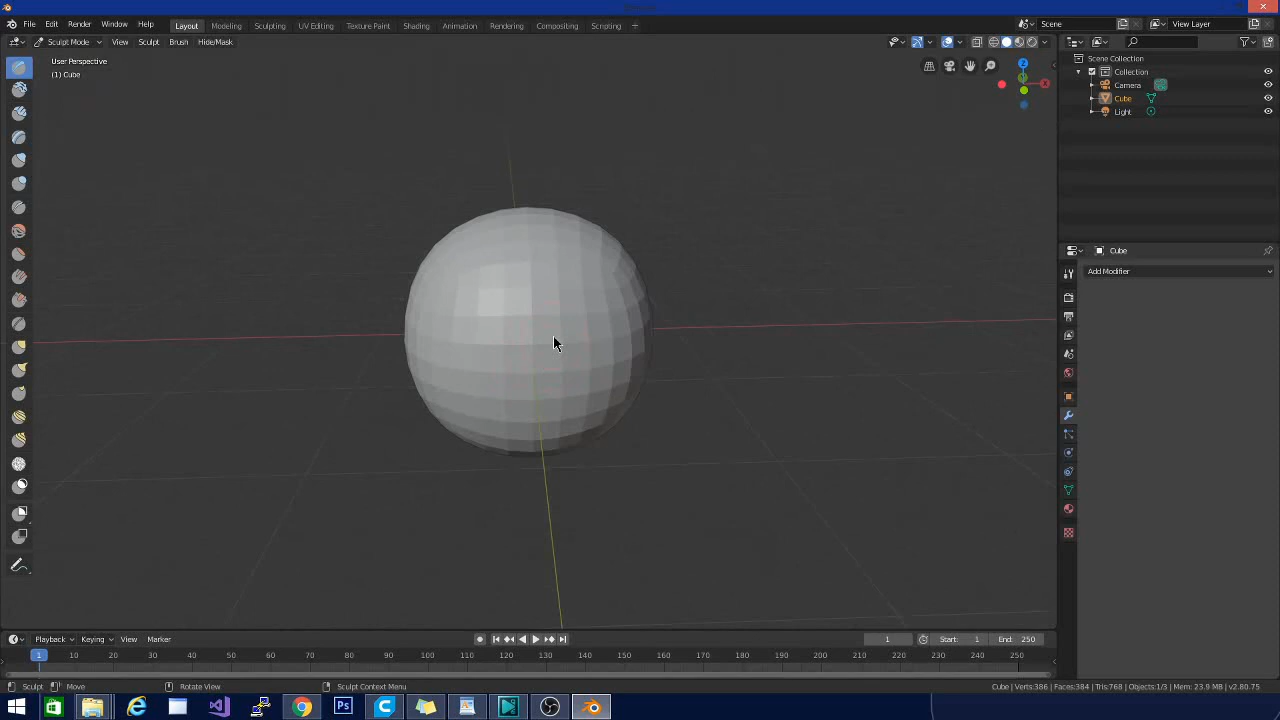 File Edit Render Window Help Layout Modeling Sculpting UV Editing Texture Paint Shading Animation Rendering Compositing Scripting + Scene View Layer
Sculpt Mode View Sculpt Brush Hide/Mask
User Perspective
(1) Cube
Z
X
Scene Collection
Collection
Camera
Cube
Light
Cube
Add Modifier
Playback Keying View Marker 1 Start: 1 End: 250
1 10 20 30 40 50 60 70 80 90 100 110 120 130 140 150 160 170 180 190 200 210 220 230 240 250
Sculpt Move Rotate View Sculpt Context Menu Cube | Verts:386 | Faces:384 | Tris:768 | Objects:1/3 | Mem: 23.9 MB | v2.80.75
Ps